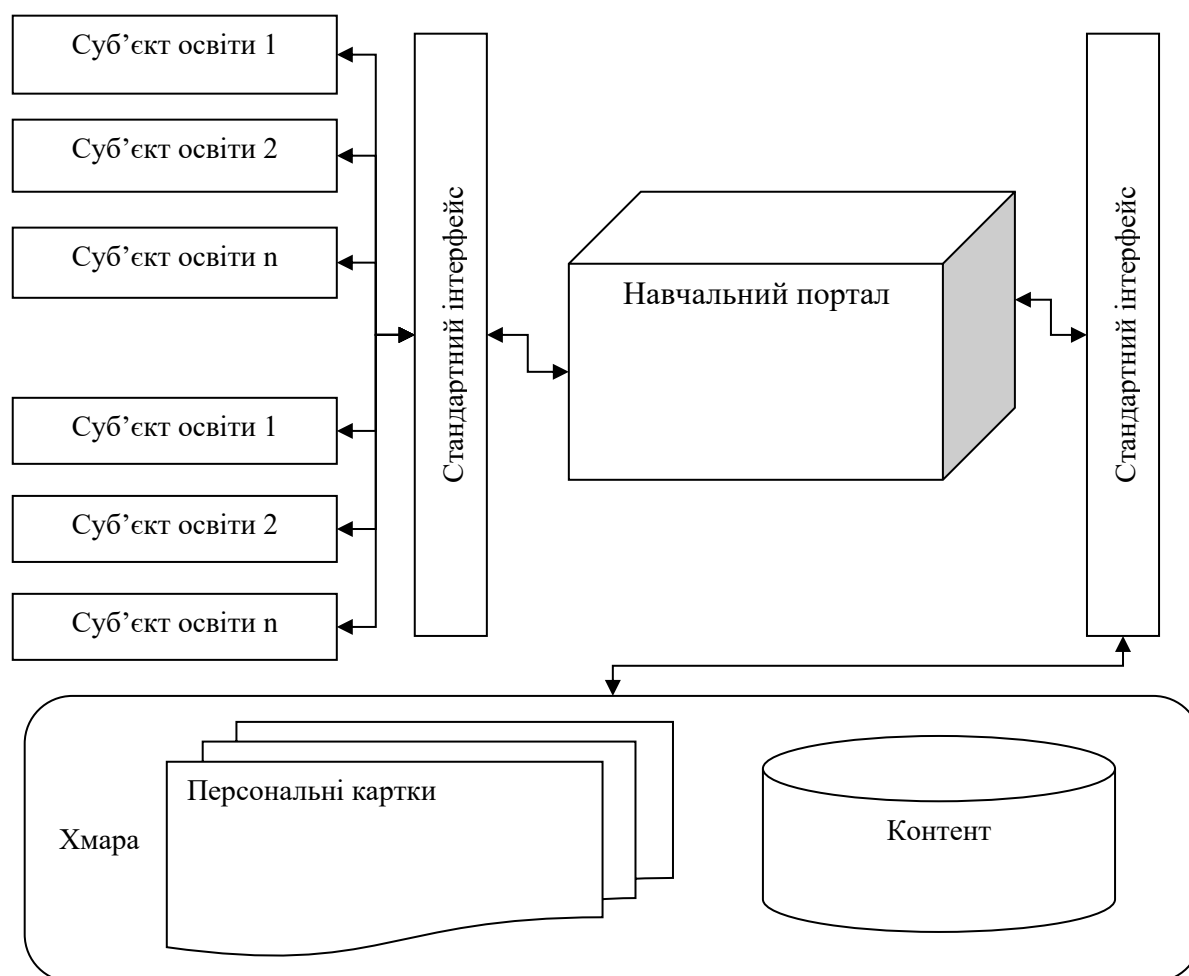 Суб’єкт освіти 1
Суб’єкт освіти 2
Суб’єкт освіти n
Суб’єкт освіти 1
Суб’єкт освіти 2
Суб’єкт освіти n
Стандартний інтерфейс
Навчальний портал
Стандартний інтерфейс
Хмара
Персональні картки
Контент